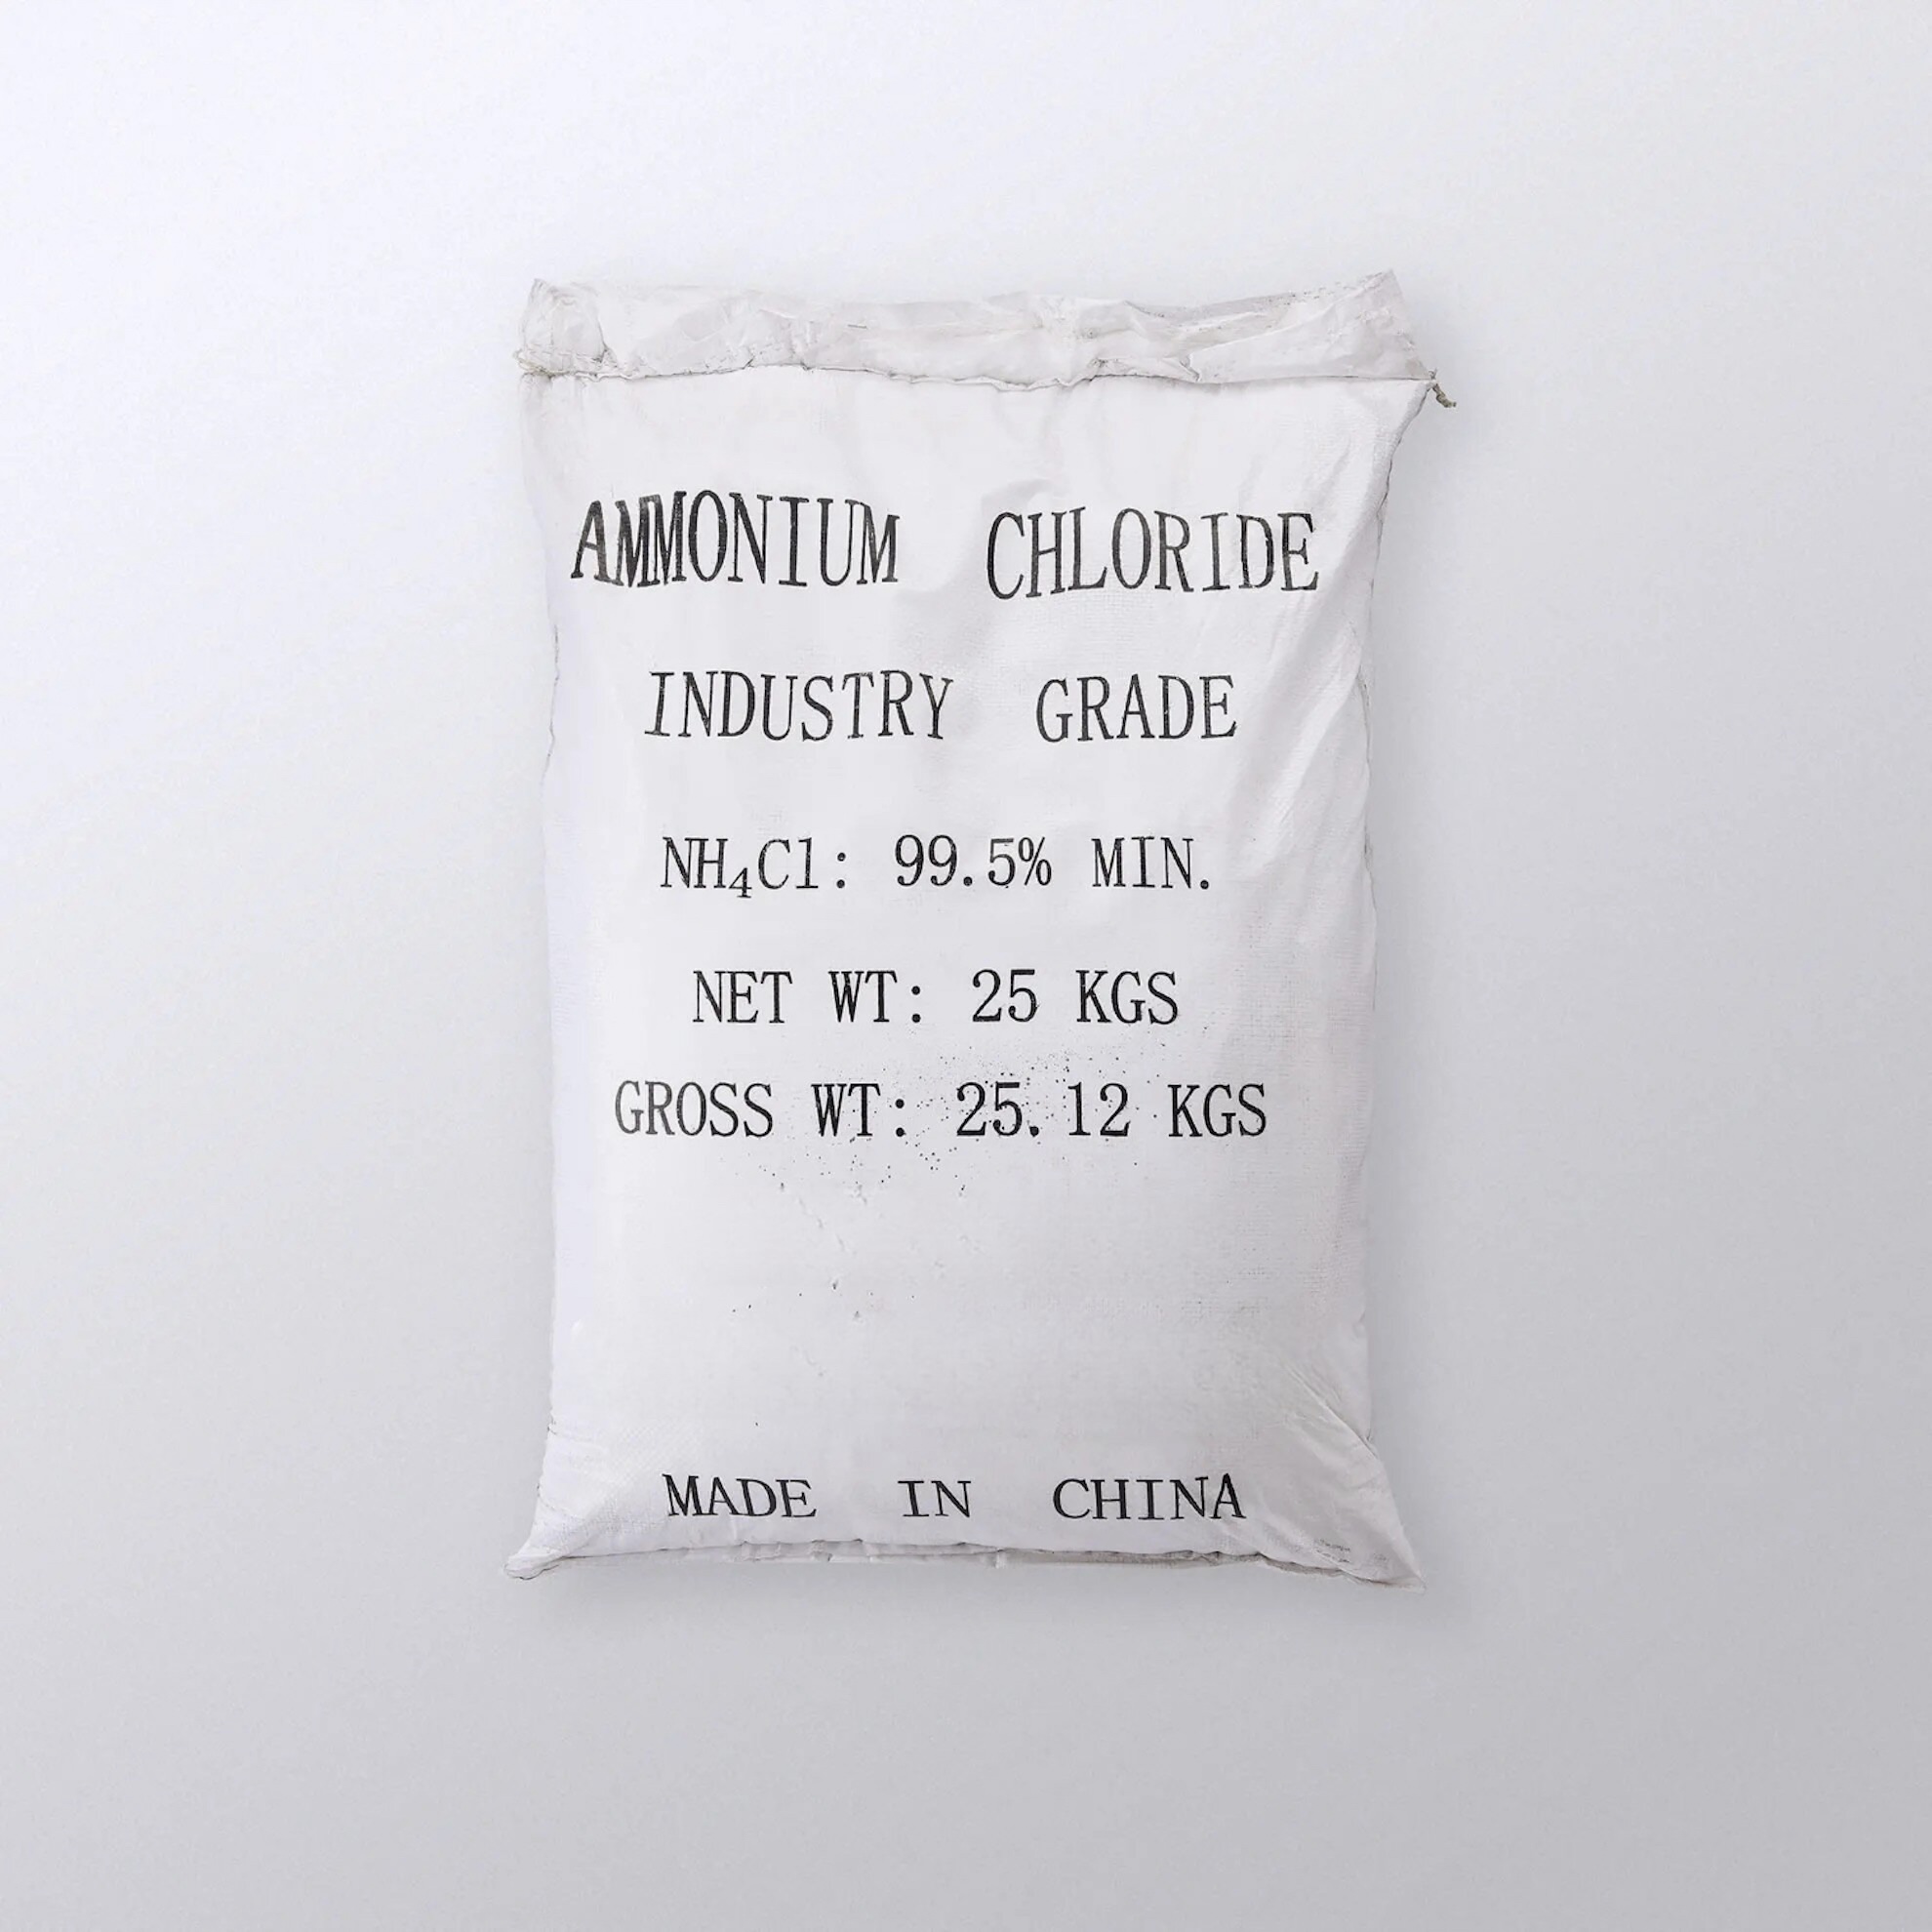 AMMONIUM CHLORIDE
INDUSTRY GRADE
NH₄Cl: 99.5% MIN.
NET WT: 25 KGS
GROSS WT: 25.12 KGS
MADE IN CHINA